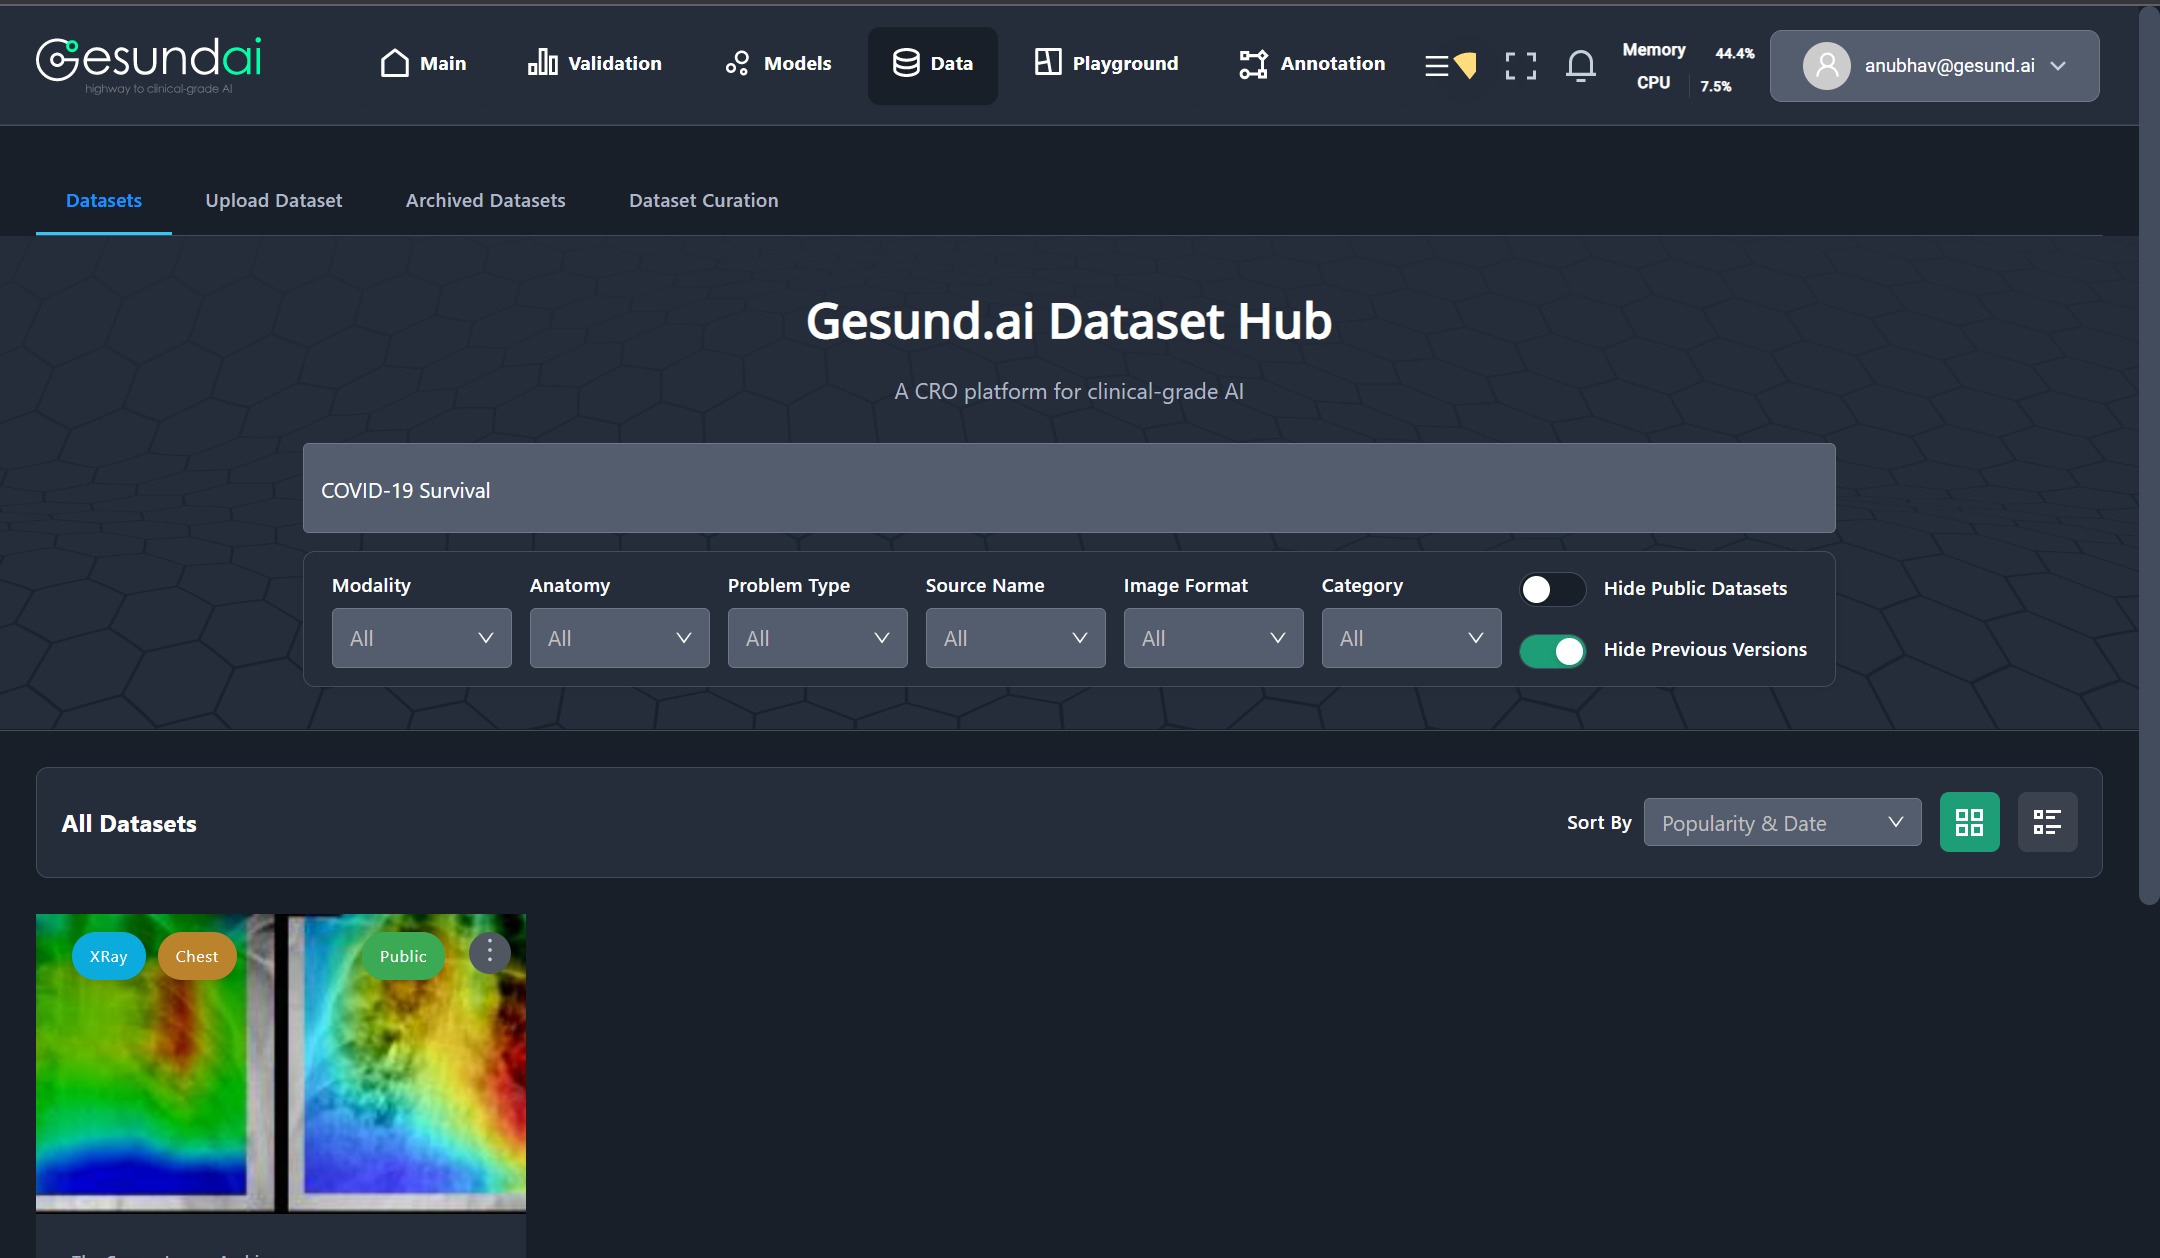 Gesundai
highway to clinical-grade AI
Main
Validation
Models
Data
Playground
Annotation
Memory 44.4%
CPU 7.5%
anubhav@gesund.ai
Datasets
Upload Dataset
Archived Datasets
Dataset Curation
Gesund.ai Dataset Hub
A CRO platform for clinical-grade AI
COVID-19 Survival
Modality
All
Anatomy
All
Problem Type
All
Source Name
All
Image Format
All
Category
All
Hide Public Datasets
Hide Previous Versions
All Datasets
Sort By
Popularity & Date
XRay
Chest
Public